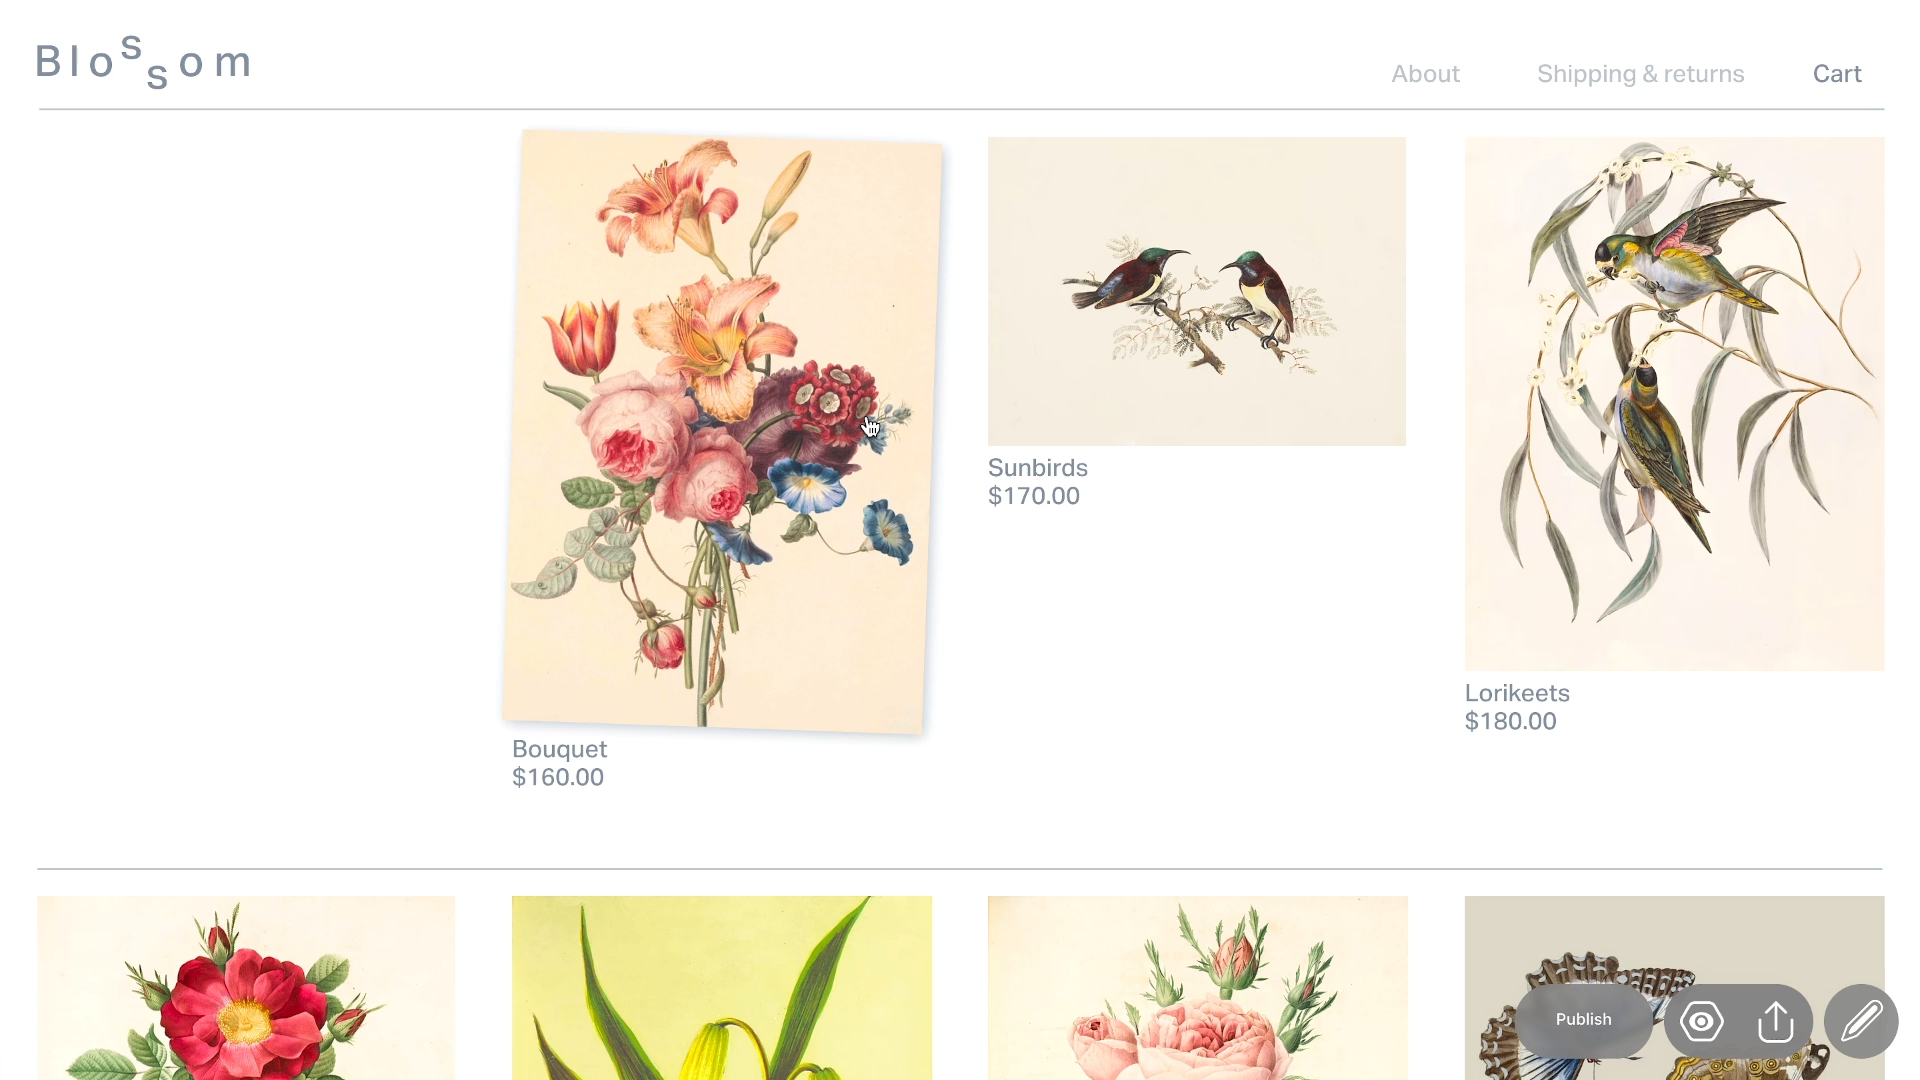 Blossom
About
Shipping & returns
Cart
Sunbirds
$170.00
Lorikeets
$180.00
Bouquet
$160.00
Publish